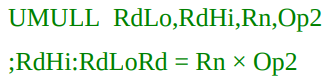 UMULL RdLo,RdHi,Rn,Op2
;RdHi:RdLoRd = Rn × Op2